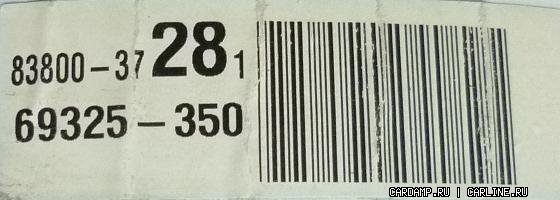 83800-37 28 1
69325-350
CARDAMP.RU | CARLINE.RU